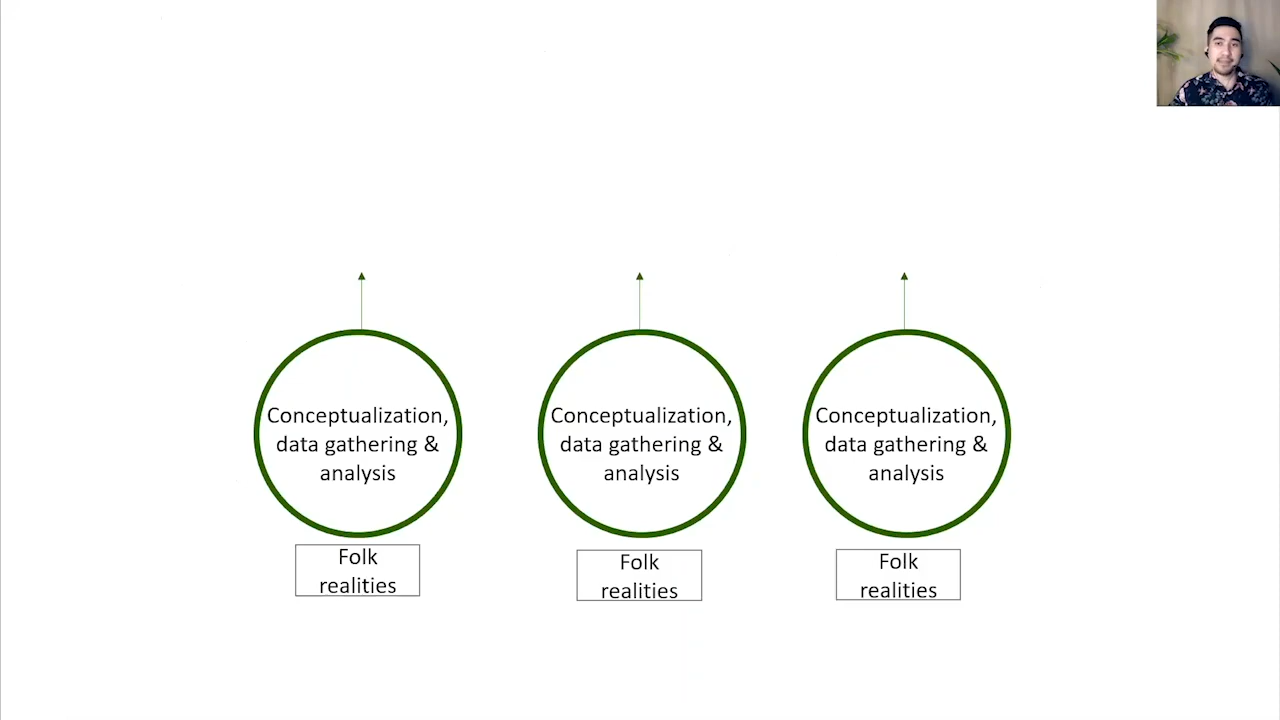 Conceptualization,
data gathering &
analysis
Folk
realities
Conceptualization,
data gathering &
analysis
Folk
realities
Conceptualization,
data gathering &
analysis
Folk
realities